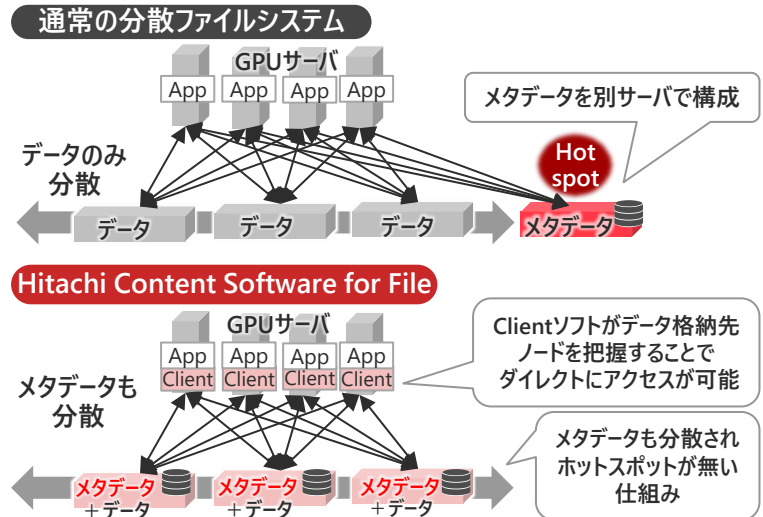 通常の分散ファイルシステム
GPUサーバ
App App App App
メタデータを別サーバで構成
データのみ
分散
Hot
spot
データ データ データ メタデータ
Hitachi Content Software for File
GPUサーバ
App App App App
Client Client Client Client
Clientソフトがデータ格納先
ノードを把握することで
ダイレクトにアクセスが可能
メタデータも
分散
メタデータも分散され
ホットスポットが無い
仕組み
メタデータ メタデータ メタデータ
＋データ ＋データ ＋データ